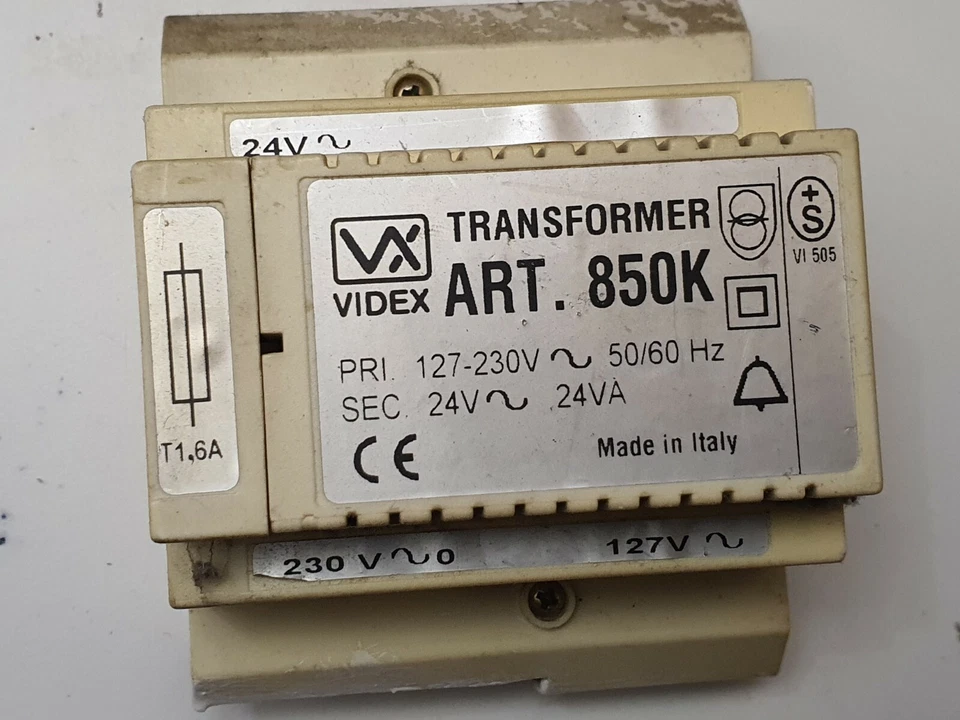 24V ~
VX
VIDEX
TRANSFORMER
ART. 850K
PRI. 127-230V ~ 50/60 Hz
SEC. 24V ~ 24VA
CE
Made in Italy
+
S
VI 505
T1,6A
230 V ~ 0
127V ~